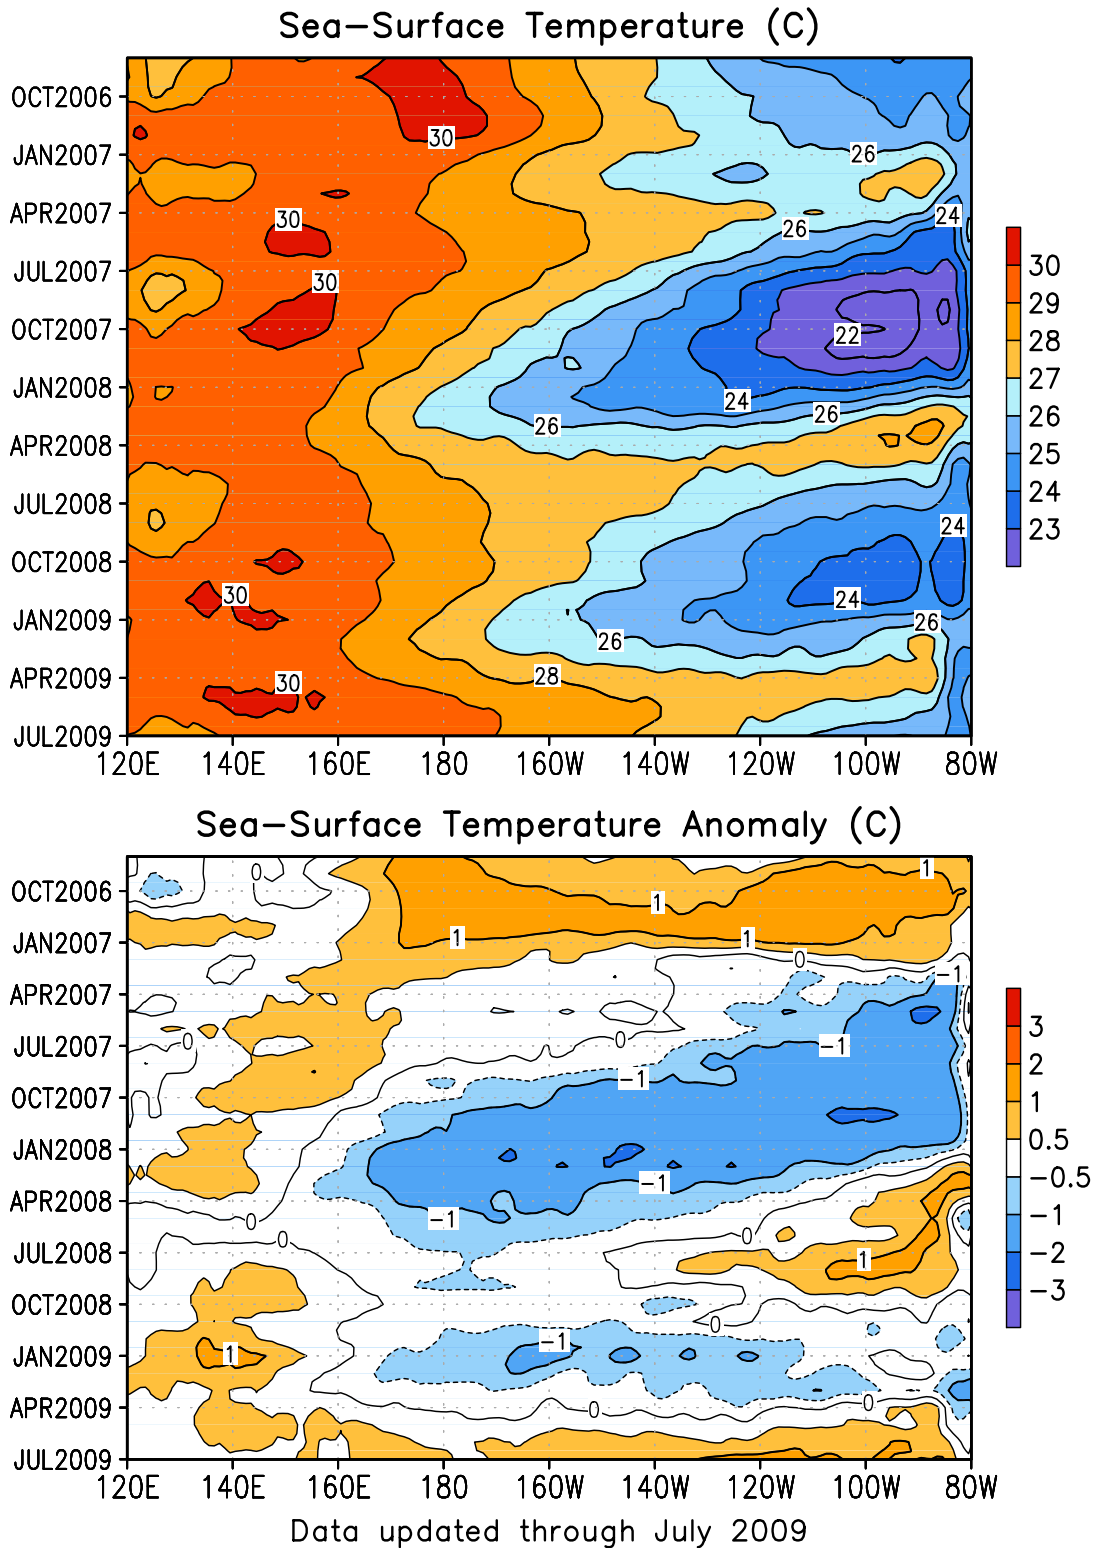 Sea-Surface Temperature (C)
OCT2006
JAN2007
APR2007
JUL2007
OCT2007
JAN2008
APR2008
JUL2008
OCT2008
JAN2009
APR2009
JUL2009
30
26
30
24
26
30
22
24
26
26
24
30
24
26
26
30
28
120E 140E 160E 180 160W 140W 120W 100W 80W
30
29
28
27
26
25
24
23
Sea-Surface Temperature Anomaly (C)
OCT2006
JAN2007
APR2007
JUL2007
OCT2007
JAN2008
APR2008
JUL2008
OCT2008
JAN2009
APR2009
JUL2009
0
1
1
1
1
0
-1
0
0
-1
-1
-1
-1
0
0
0
1
0
-1
1
0
0
120E 140E 160E 180 160W 140W 120W 100W 80W
3
2
1
0.5
-0.5
-1
-2
-3
Data updated through July 2009